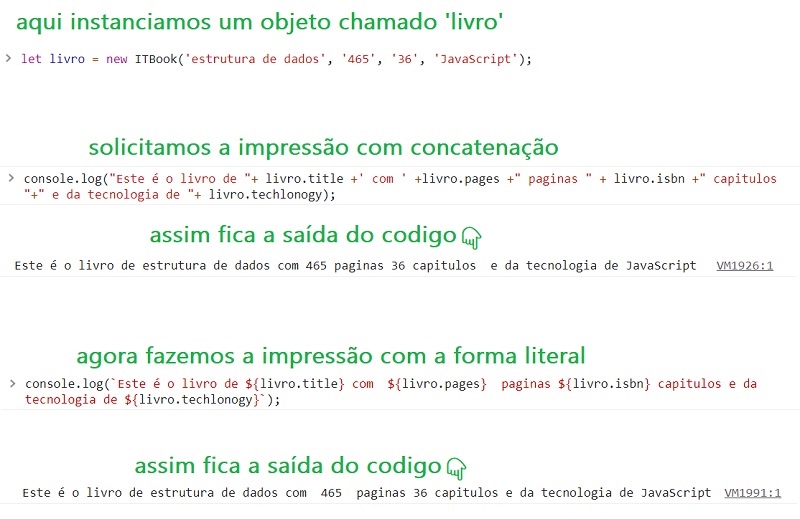 aqui instanciamos um objeto chamado 'livro'
> let livro = new ITBook('estrutura de dados', '465', '36', 'JavaScript');
solicitamos a impressão com concatenação
> console.log("Este é o livro de "+ livro.title +' com ' +livro.pages +" paginas " + livro.isbn +" capitulos
"+" e da tecnologia de "+ livro.techlonogy);
assim fica a saída do codigo
Este é o livro de estrutura de dados com 465 paginas 36 capitulos  e da tecnologia de JavaScript VM1926:1
agora fazemos a impressão com a forma literal
> console.log(`Este é o livro de ${livro.title} com  ${livro.pages}  paginas ${livro.isbn} capitulos e da
tecnologia de ${livro.techlonogy}`);
assim fica a saída do codigo
Este é o livro de estrutura de dados com  465  paginas 36 capitulos e da tecnologia de JavaScript VM1991:1